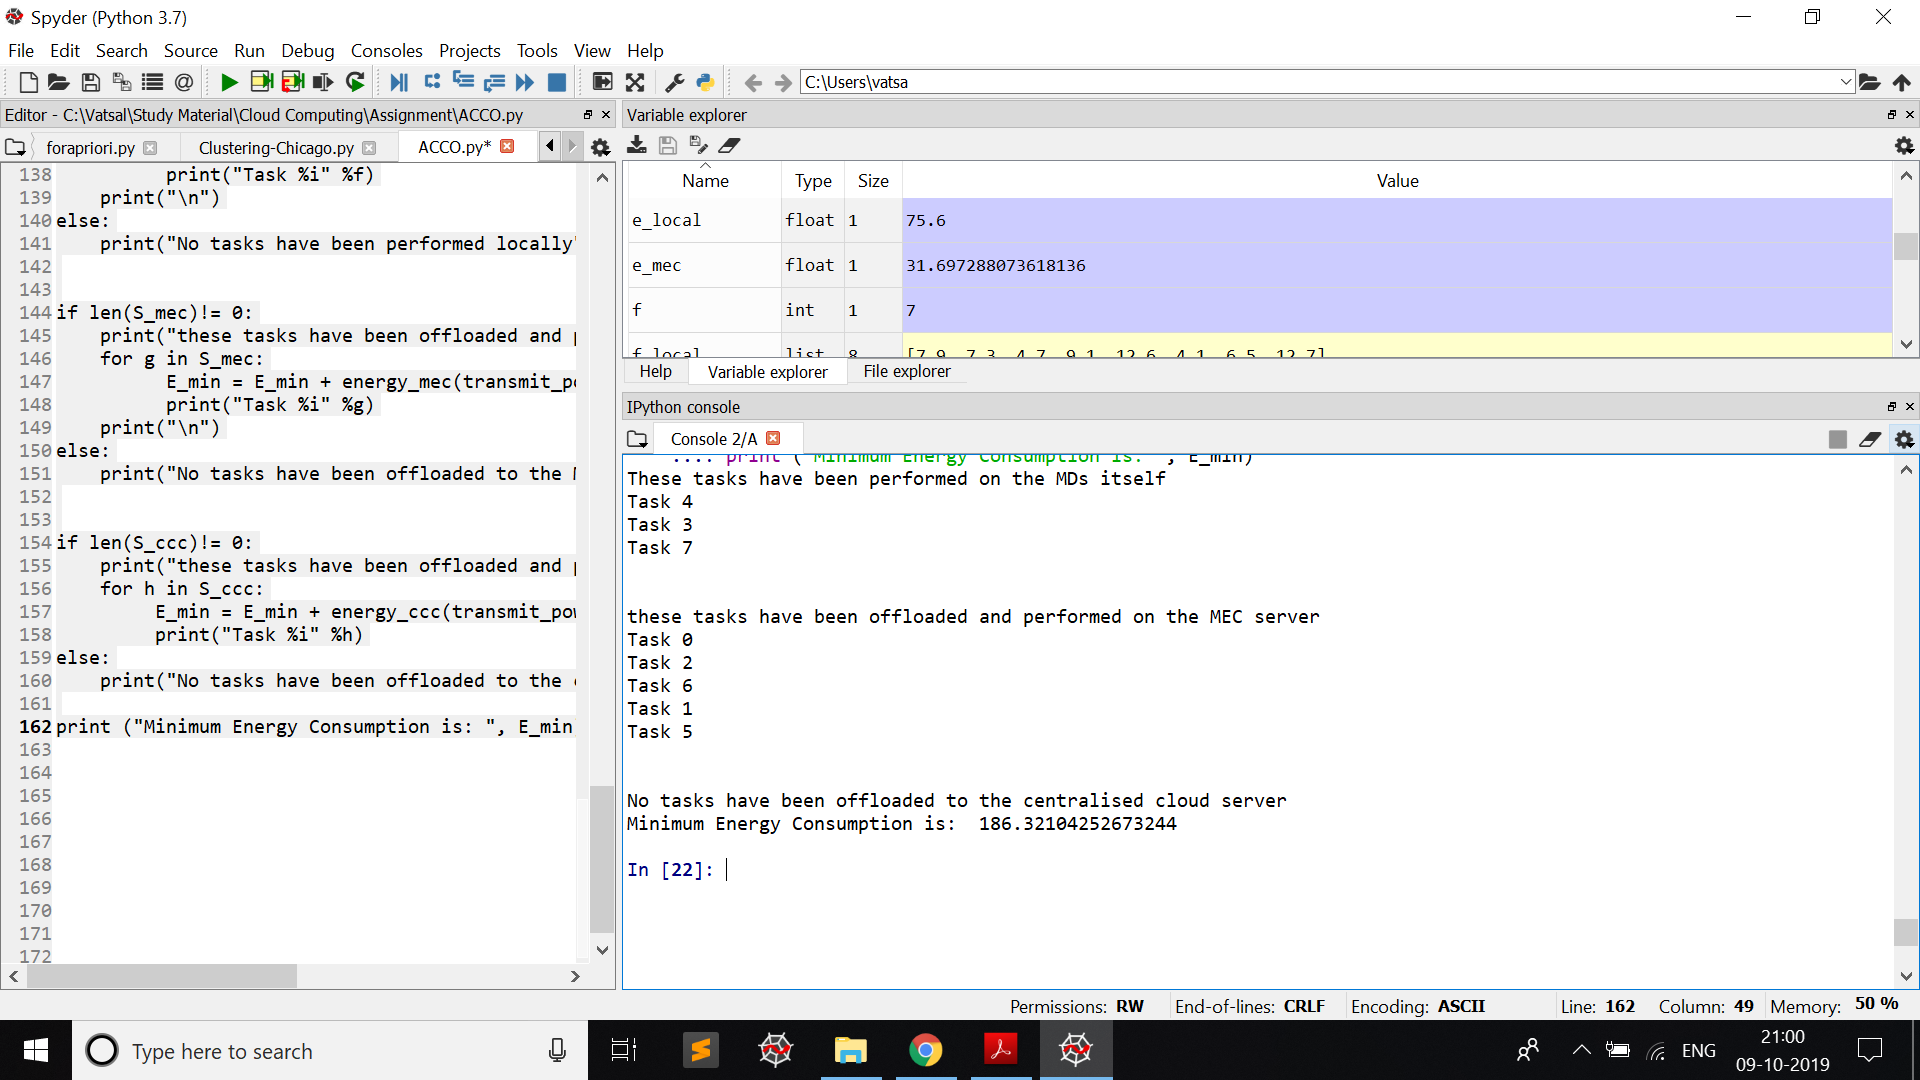 Spyder (Python 3.7)
File Edit Search Source Run Debug Consoles Projects Tools View Help
C:\Users\vatsa
Editor - C:\Vatsal\Study Material\Cloud Computing\Assignment\ACCO.py
forapriori.py Clustering-Chicago.py ACCO.py*
138 print("Task %i" %f)
139 print("\n")
140 else:
141 print("No tasks have been performed locally"
142
143
144 if len(S_mec)!= 0:
145 print("these tasks have been offloaded and
146 for g in S_mec:
147 E_min = E_min + energy_mec(transmit_po
148 print("Task %i" %g)
149 print("\n")
150 else:
151 print("No tasks have been offloaded to the
152
153
154 if len(S_ccc)!= 0:
155 print("these tasks have been offloaded and
156 for h in S_ccc:
157 E_min = E_min + energy_ccc(transmit_pow
158 print("Task %i" %h)
159 else:
160 print("No tasks have been offloaded to the
161
162 print ("Minimum Energy Consumption is: ", E_min
163
164
165
166
167
168
169
170
171
172
Variable explorer
Name Type Size Value
e_local float 1 75.6
e_mec float 1 31.697288073618136
f int 1 7
f_local list 8 [7.9, 7.3, 4.7, 9.1, 12.6, 4.1, 6.5, 12.7]
Help Variable explorer File explorer
IPython console
Console 2/A
...: print ("Minimum Energy Consumption is: ", E_min)
These tasks have been performed on the MDs itself
Task 4
Task 3
Task 7
these tasks have been offloaded and performed on the MEC server
Task 0
Task 2
Task 6
Task 1
Task 5
No tasks have been offloaded to the centralised cloud server
Minimum Energy Consumption is:  186.32104252673244
In [22]:
Permissions: RW End-of-lines: CRLF Encoding: ASCII Line: 162 Column: 49 Memory: 50 %
Type here to search
ENG
21:00
09-10-2019